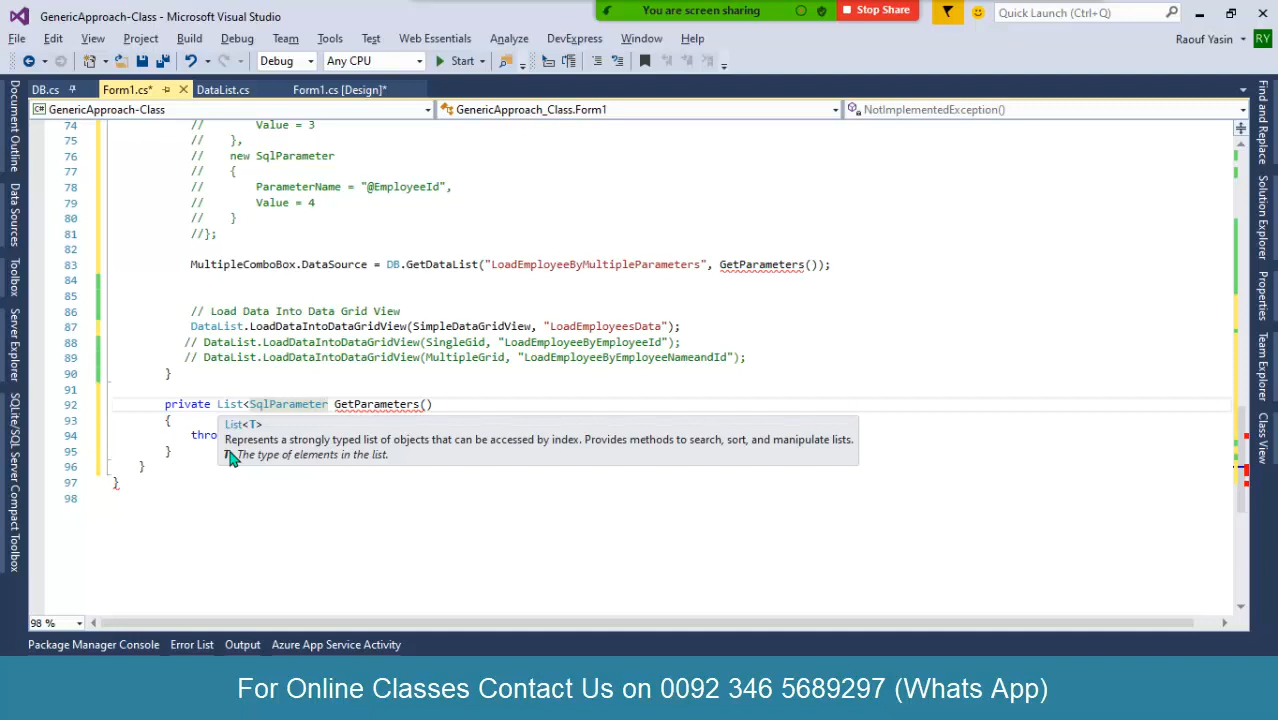 GenericApproach-Class - Microsoft Visual Studio
You are screen sharing
Stop Share
Quick Launch (Ctrl+Q)
File Edit View Project Build Debug Team Tools Test Web Essentials Analyze DevExpress Window Help
Raouf Yasin RY
Debug Any CPU Start
DB.cs Form1.cs* DataList.cs Form1.cs [Design]*
GenericApproach-Class GenericApproach_Class.Form1 NotImplementedException()
74 // Value = 3
75 // },
76 // new SqlParameter
77 // {
78 // ParameterName = "@EmployeeId",
79 // Value = 4
80 // }
81 //};
82
83 MultipleComboBox.DataSource = DB.GetDataList("LoadEmployeeByMultipleParameters", GetParameters());
84
85
86 // Load Data Into Data Grid View
87 DataList.LoadDataIntoDataGridView(SimpleDataGridView, "LoadEmployeesData");
88 // DataList.LoadDataIntoDataGridView(SingleGid, "LoadEmployeeByEmployeeId");
89 // DataList.LoadDataIntoDataGridView(MultipleGrid, "LoadEmployeeByEmployeeNameandId");
90 }
91
92 private List<SqlParameter GetParameters()
93 {
List<T>
94 thro
Represents a strongly typed list of objects that can be accessed by index. Provides methods to search, sort, and manipulate lists.
95 }
T: The type of elements in the list.
96 }
97 }
98
98 %
Document Outline
Data Sources
Toolbox
Server Explorer
SQLite/SQL Server Compact Toolbox
Find and Replace
Solution Explorer
Properties
Team Explorer
Class View
Package Manager Console Error List Output Azure App Service Activity
For Online Classes Contact Us on 0092 346 5689297 (Whats App)